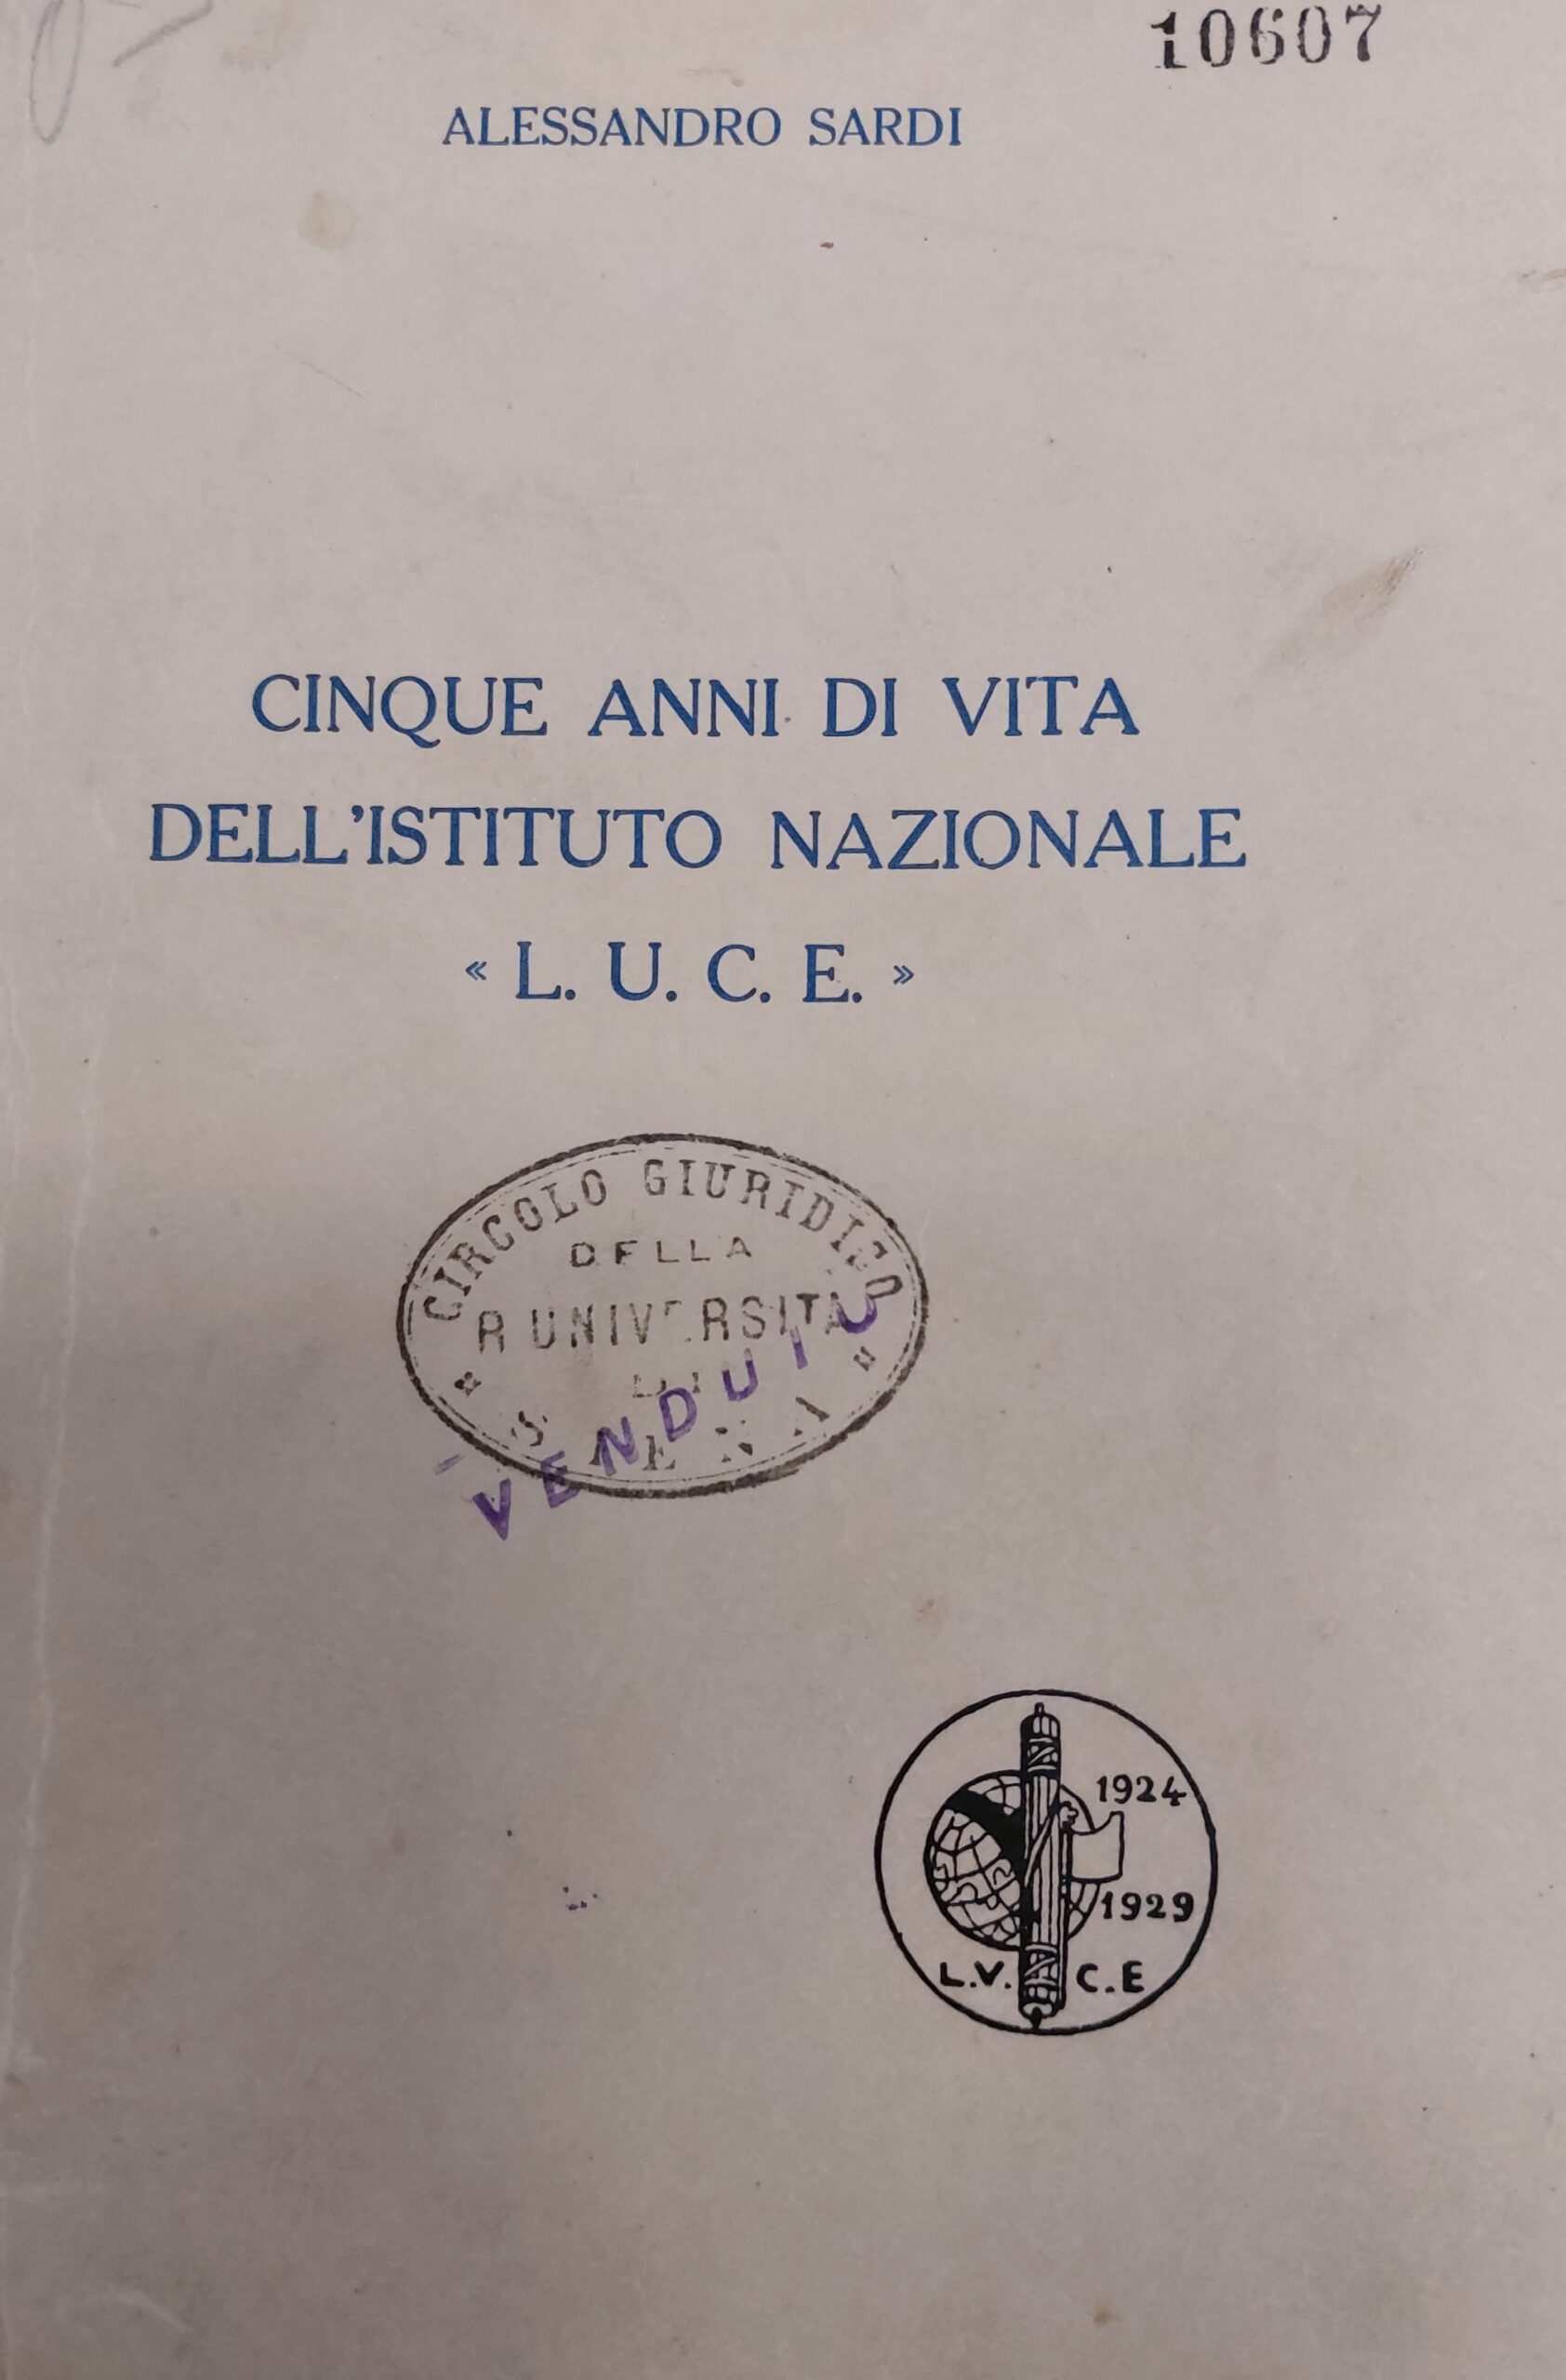 10607
ALESSANDRO SARDI
CINQUE ANNI DI VITA
DELL'ISTITUTO NAZIONALE
« L. U. C. E. »
CIRCOLO GIURIDICO
DELLA
R UNIVERSITÀ
DI
SIENA
VENDUTO
1924
1929
L.V. C.E